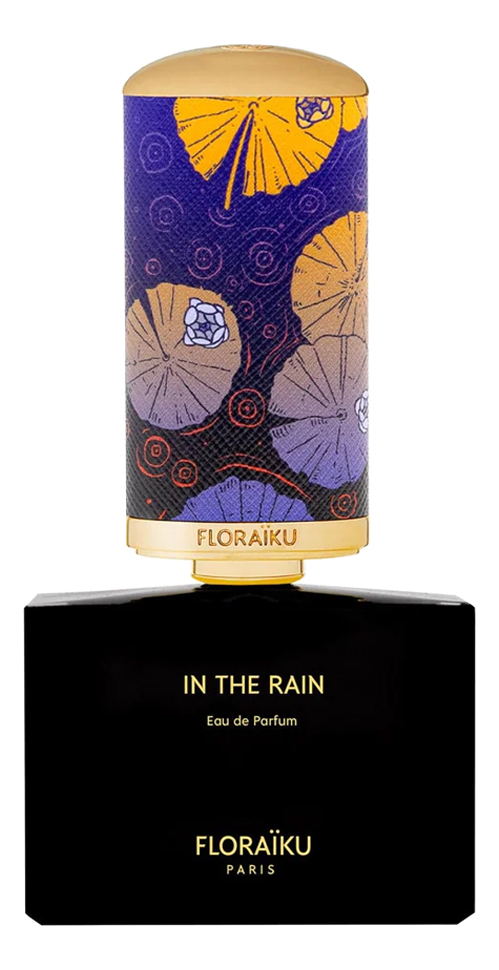 FLORAÏKU
IN THE RAIN
Eau de Parfum
FLORAÏKU
PARIS